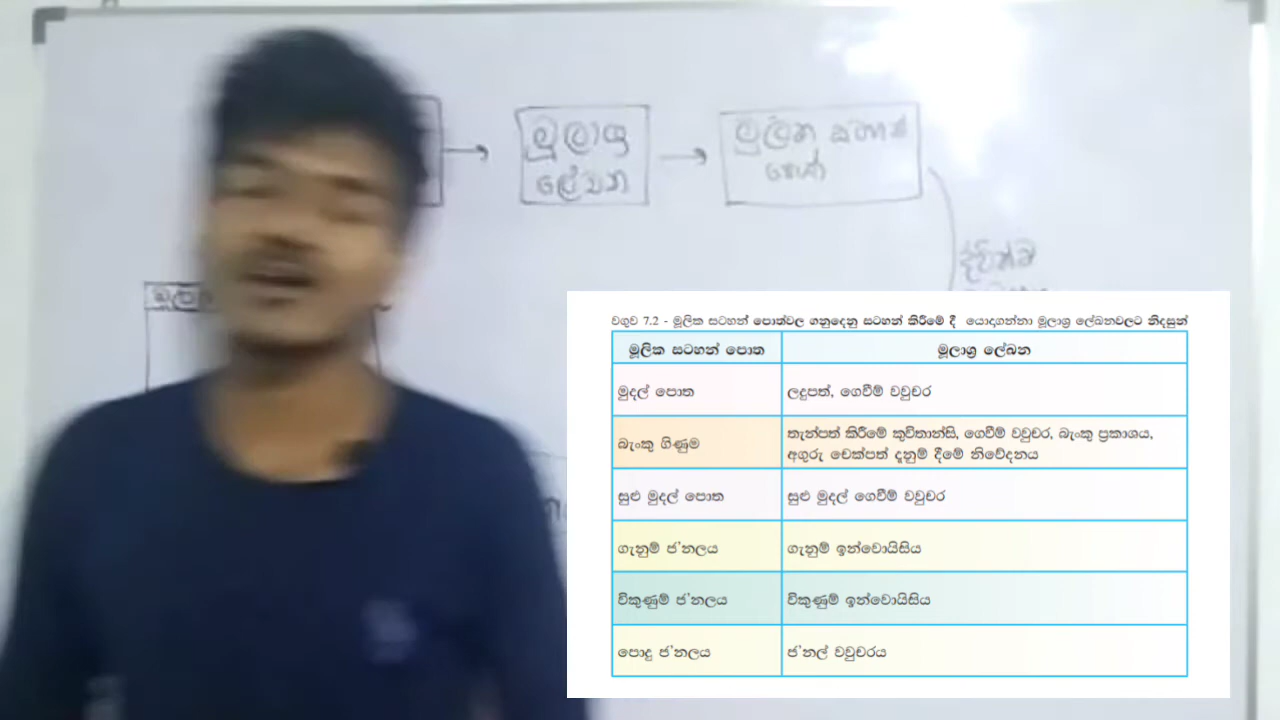 මූලාශ්‍ර
ලේඛන
මූලික සටහන්
පොත්
ද්විත්ව
වගුව 7.2 - මූලික සටහන් පොත්වල ගනුදෙනු සටහන් කිරීමේ දී යොදාගන්නා මූලාශ්‍ර ලේඛනවලට නිදසුන්
මූලික සටහන් පොත මූලාශ්‍ර ලේඛන
මුදල් පොත ලදුපත්, ගෙවීම් වවුචර
බැංකු ගිණුම තැන්පත් කිරීමේ කුවිතාන්සි, ගෙවීම් වවුචර, බැංකු ප්‍රකාශය,
අගුරු චෙක්පත් දැනුම් දීමේ නිවේදනය
සුළු මුදල් පොත සුළු මුදල් ගෙවීම් වවුචර
ගැනුම් ජ'නලය ගැනුම් ඉන්වොයිසිය
විකුණුම් ජ'නලය විකුණුම් ඉන්වොයිසිය
පොදු ජ'නලය ජ'නල් වවුචරය